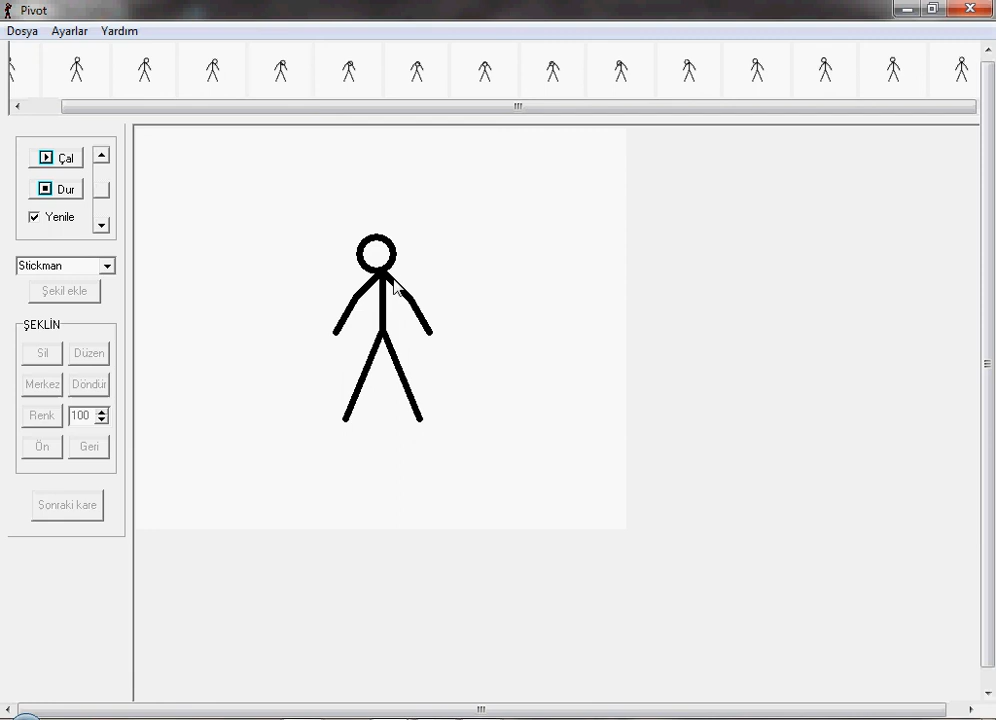 Pivot
Dosya Ayarlar Yardım
Çal
Dur
Yenile
Stickman
Şekil ekle
ŞEKLİN
Sil Düzen
Merkez Döndür
Renk 100
Ön Geri
Sonraki kare